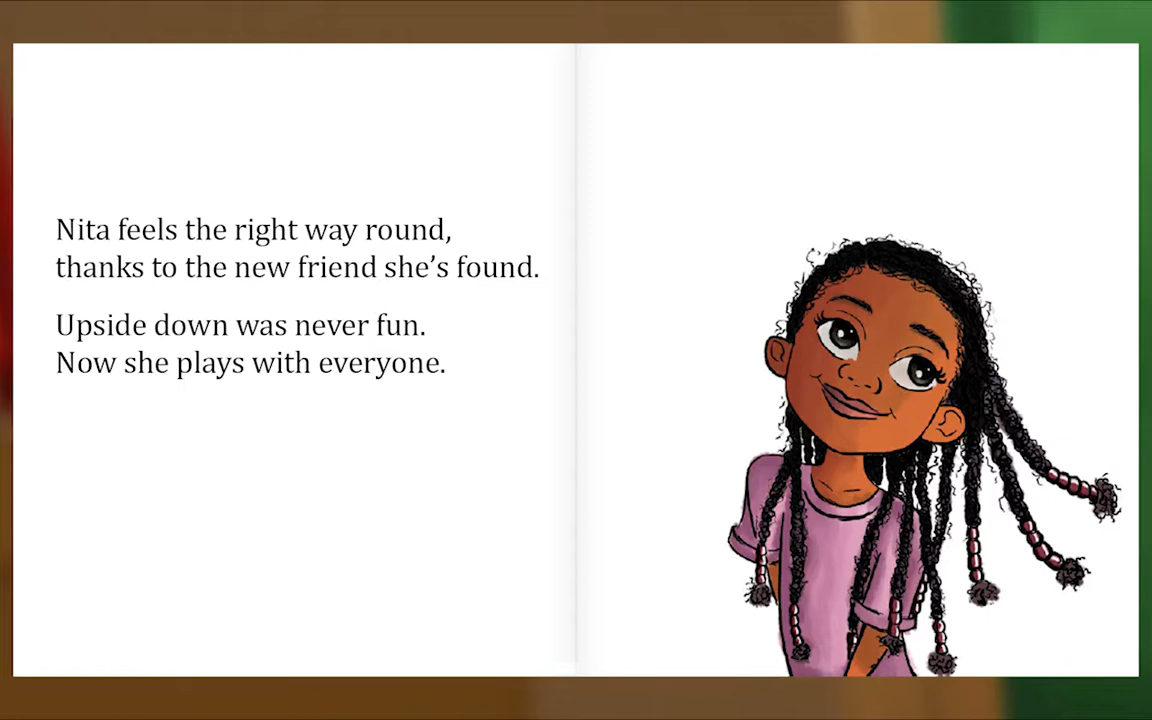 Nita feels the right way round,
thanks to the new friend she’s found.
Upside down was never fun.
Now she plays with everyone.